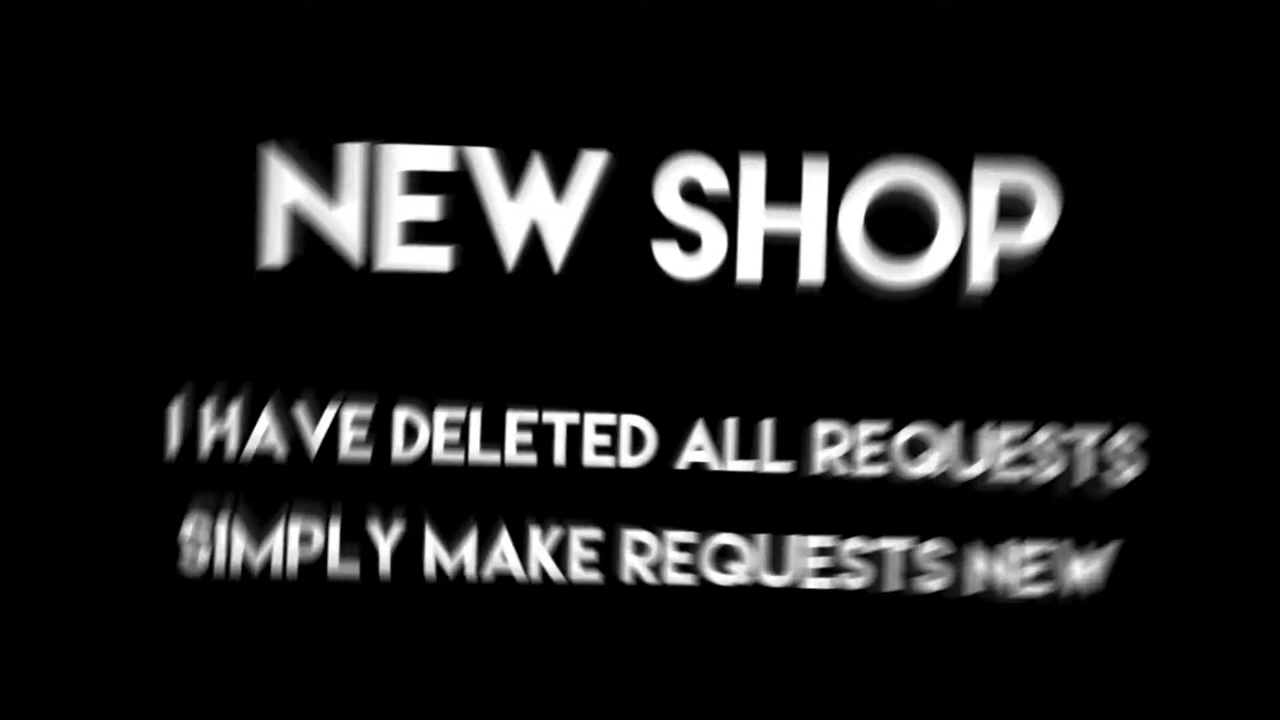 NEW SHOP
I HAVE DELETED ALL REQUESTS
SIMPLY MAKE REQUESTS NEW